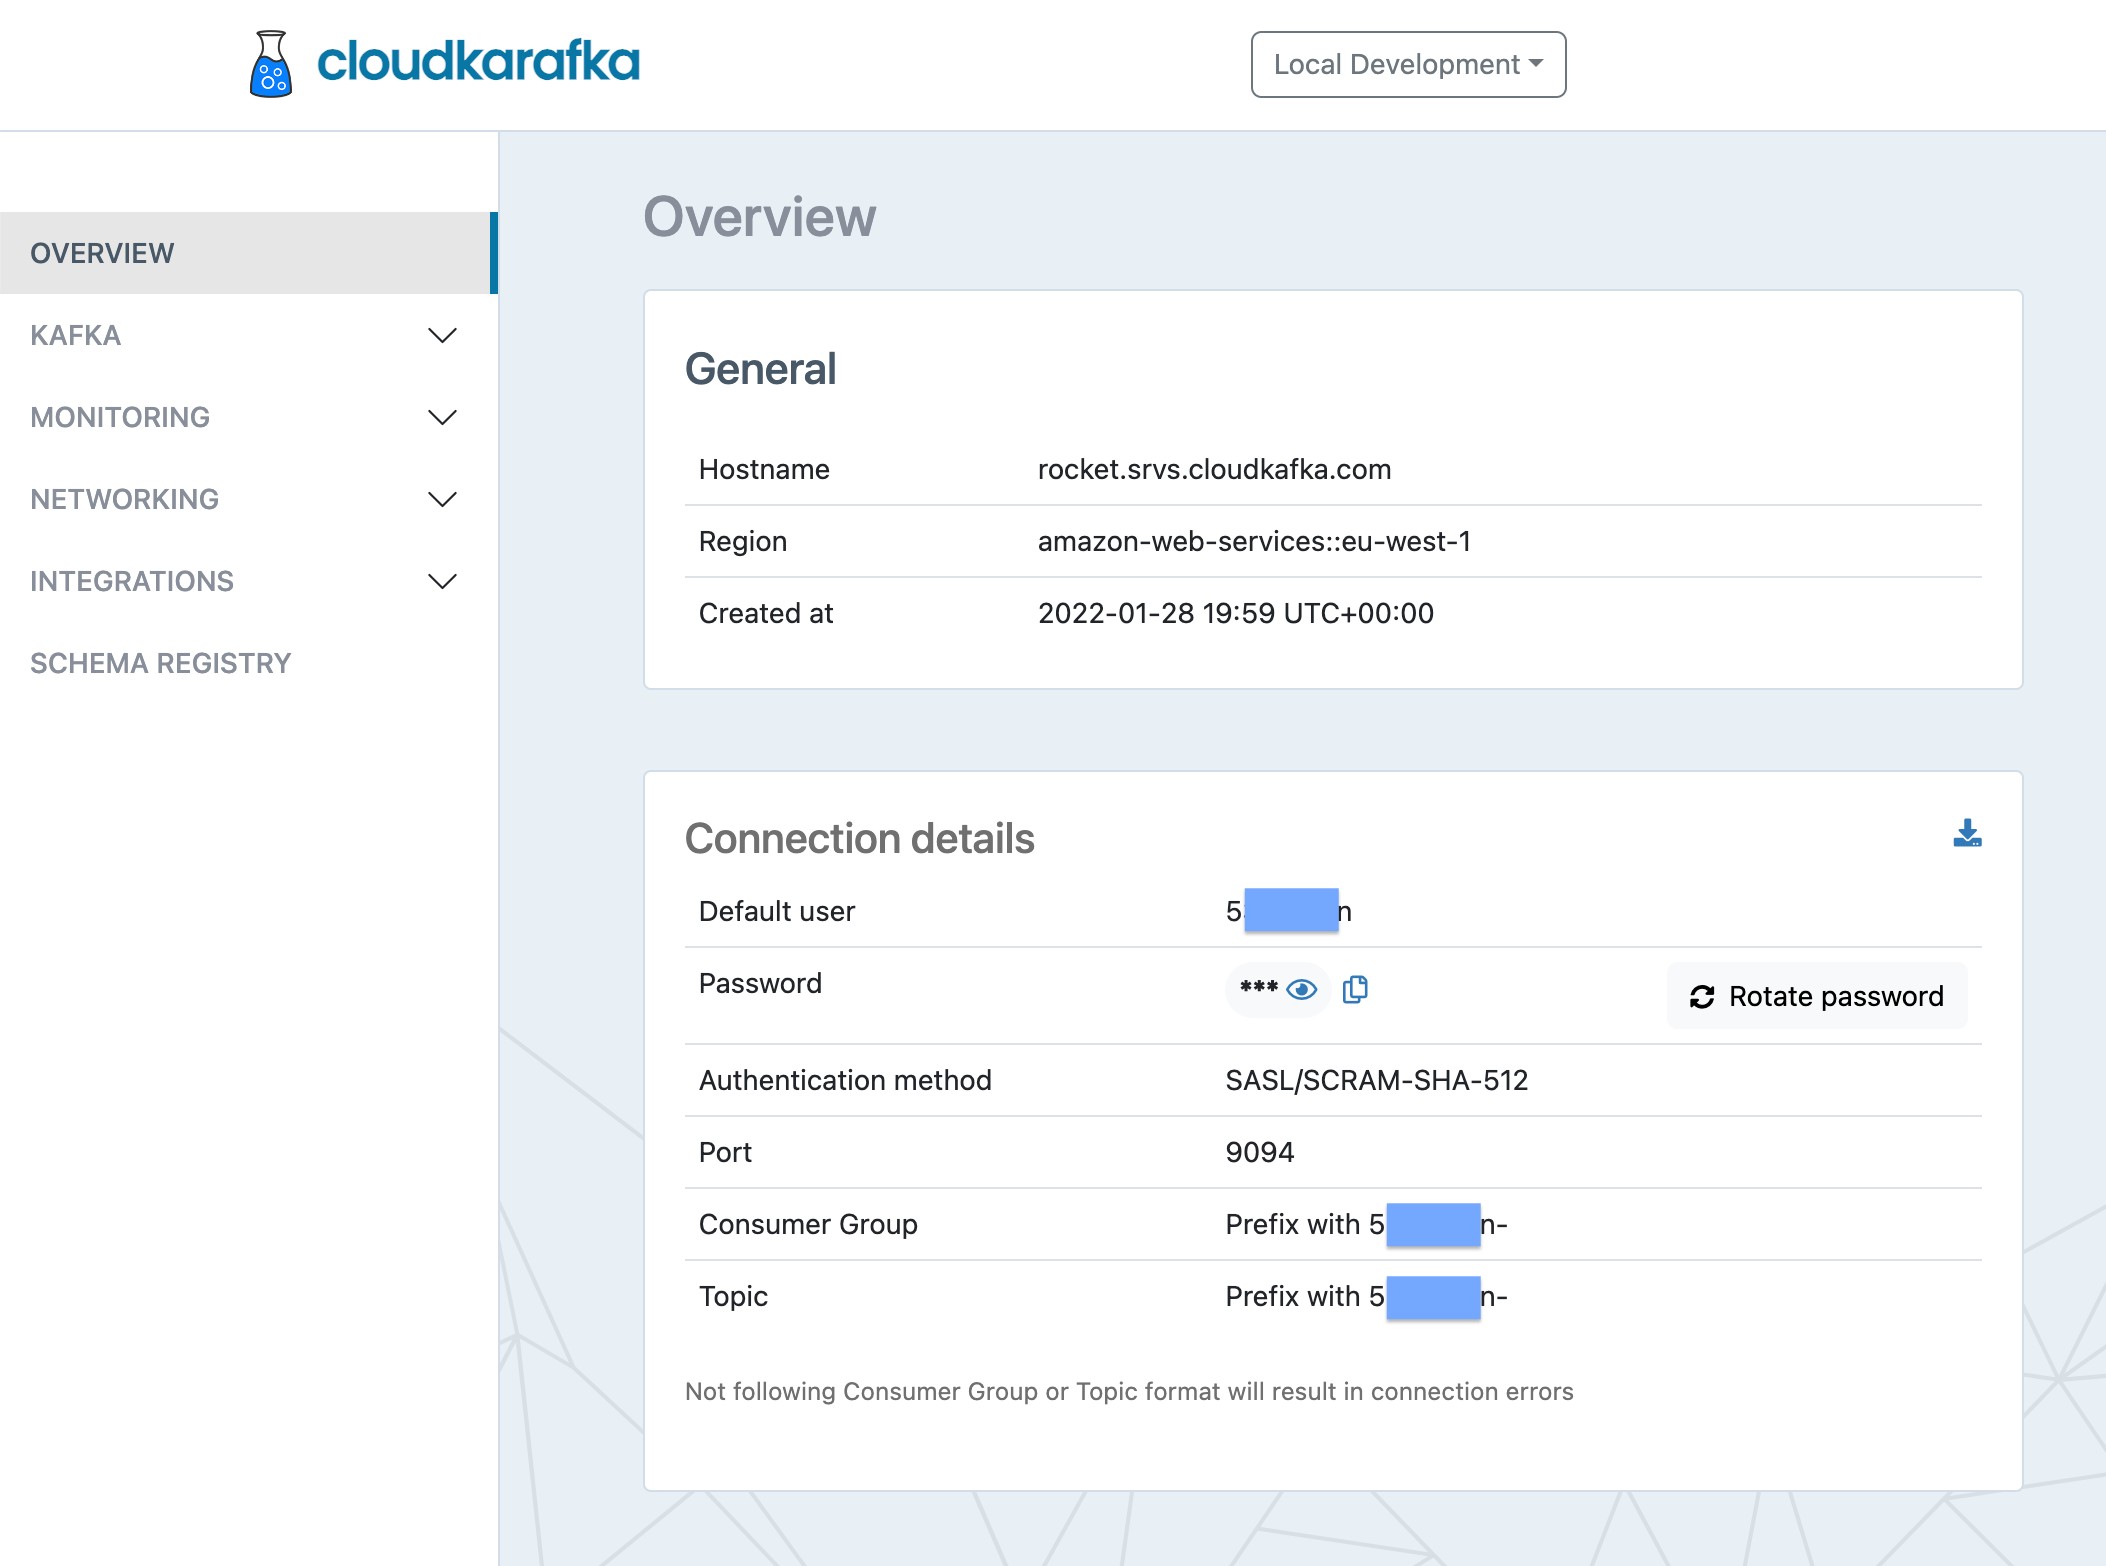 cloudkarafka
Local Development
OVERVIEW
KAFKA
MONITORING
NETWORKING
INTEGRATIONS
SCHEMA REGISTRY
Overview
General
Hostname rocket.srvs.cloudkafka.com
Region amazon-web-services::eu-west-1
Created at 2022-01-28 19:59 UTC+00:00
Connection details
Default user 5 n
Password *** Rotate password
Authentication method SASL/SCRAM-SHA-512
Port 9094
Consumer Group Prefix with 5 n-
Topic Prefix with 5 n-
Not following Consumer Group or Topic format will result in connection errors